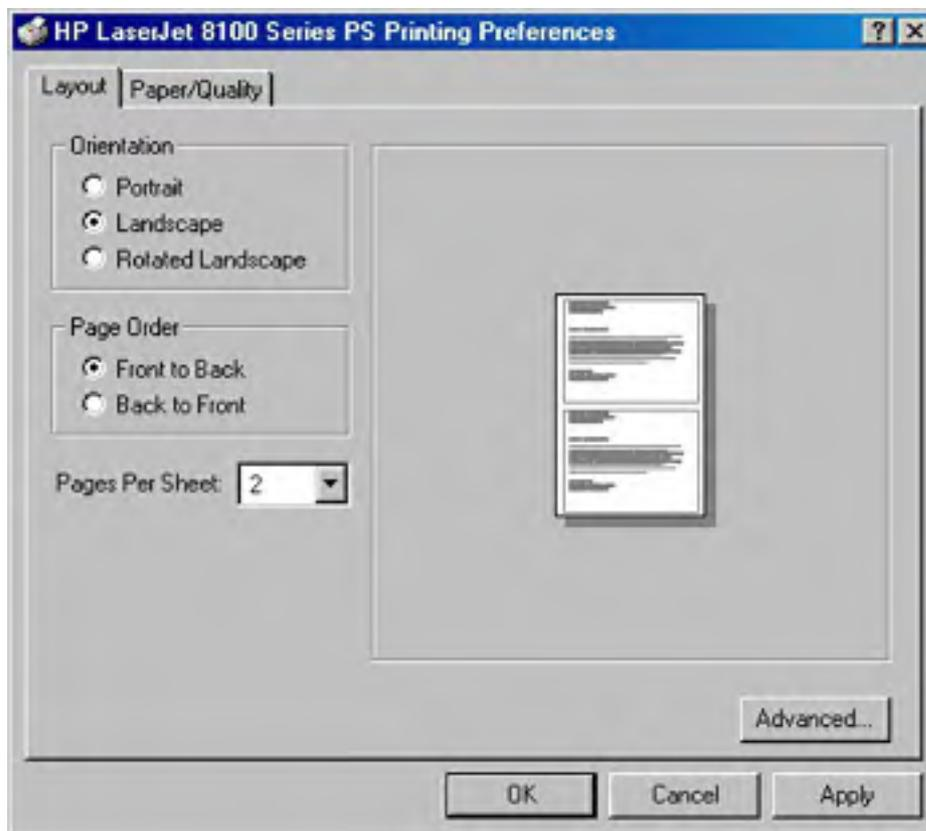 HP LaserJet 8100 Series PS Printing Preferences
Layout
Paper/Quality
Orientation
Portrait
Landscape
Rotated Landscape
Page Order
Front to Back
Back to Front
Pages Per Sheet: 2
Advanced...
OK
Cancel
Apply